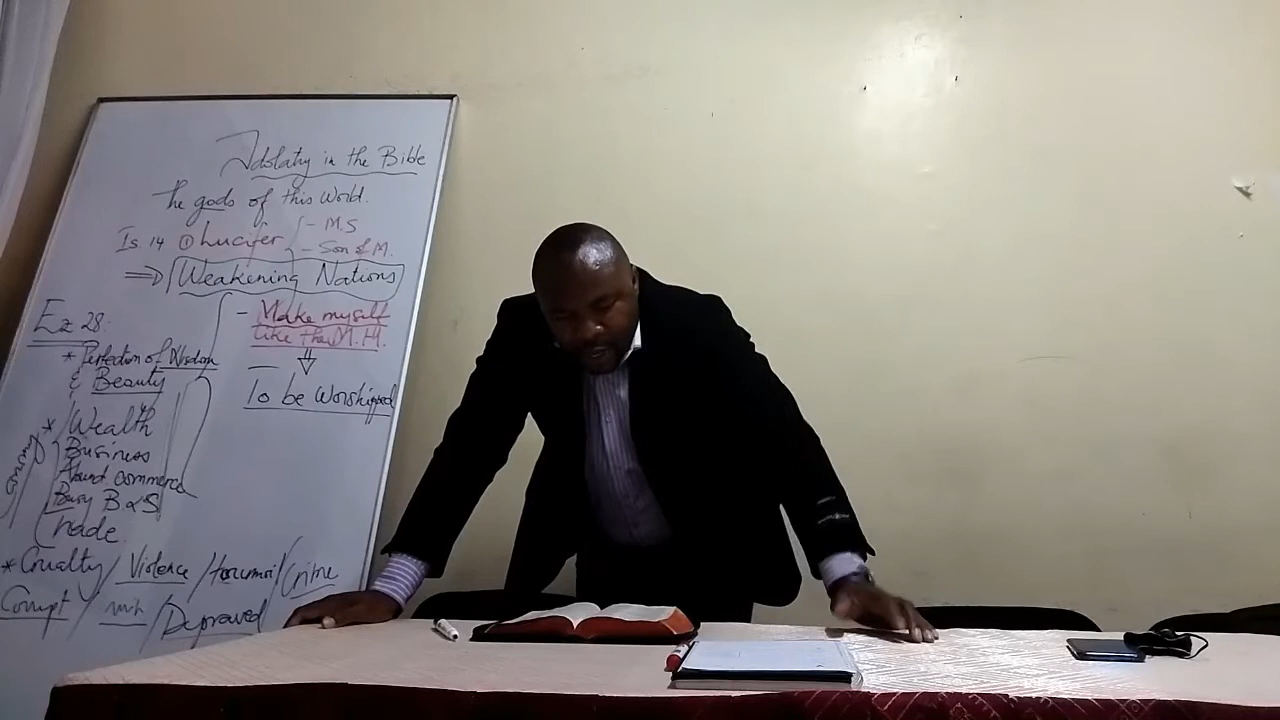 Idolatry in the Bible
The gods of this World.
Is. 14 ① Lucifer - M.S
- Son of M.
⇒ Weakening Nations
- Make myself
like the M.H.
⇓
To be Worshipped
Ez 28:
* Perfection of Wisdom
& Beauty
* Wealth
Business
Abund commerce
Busy B & S
Trade
* Crualty / Violence / / Crime
Corrupt / / Depraved